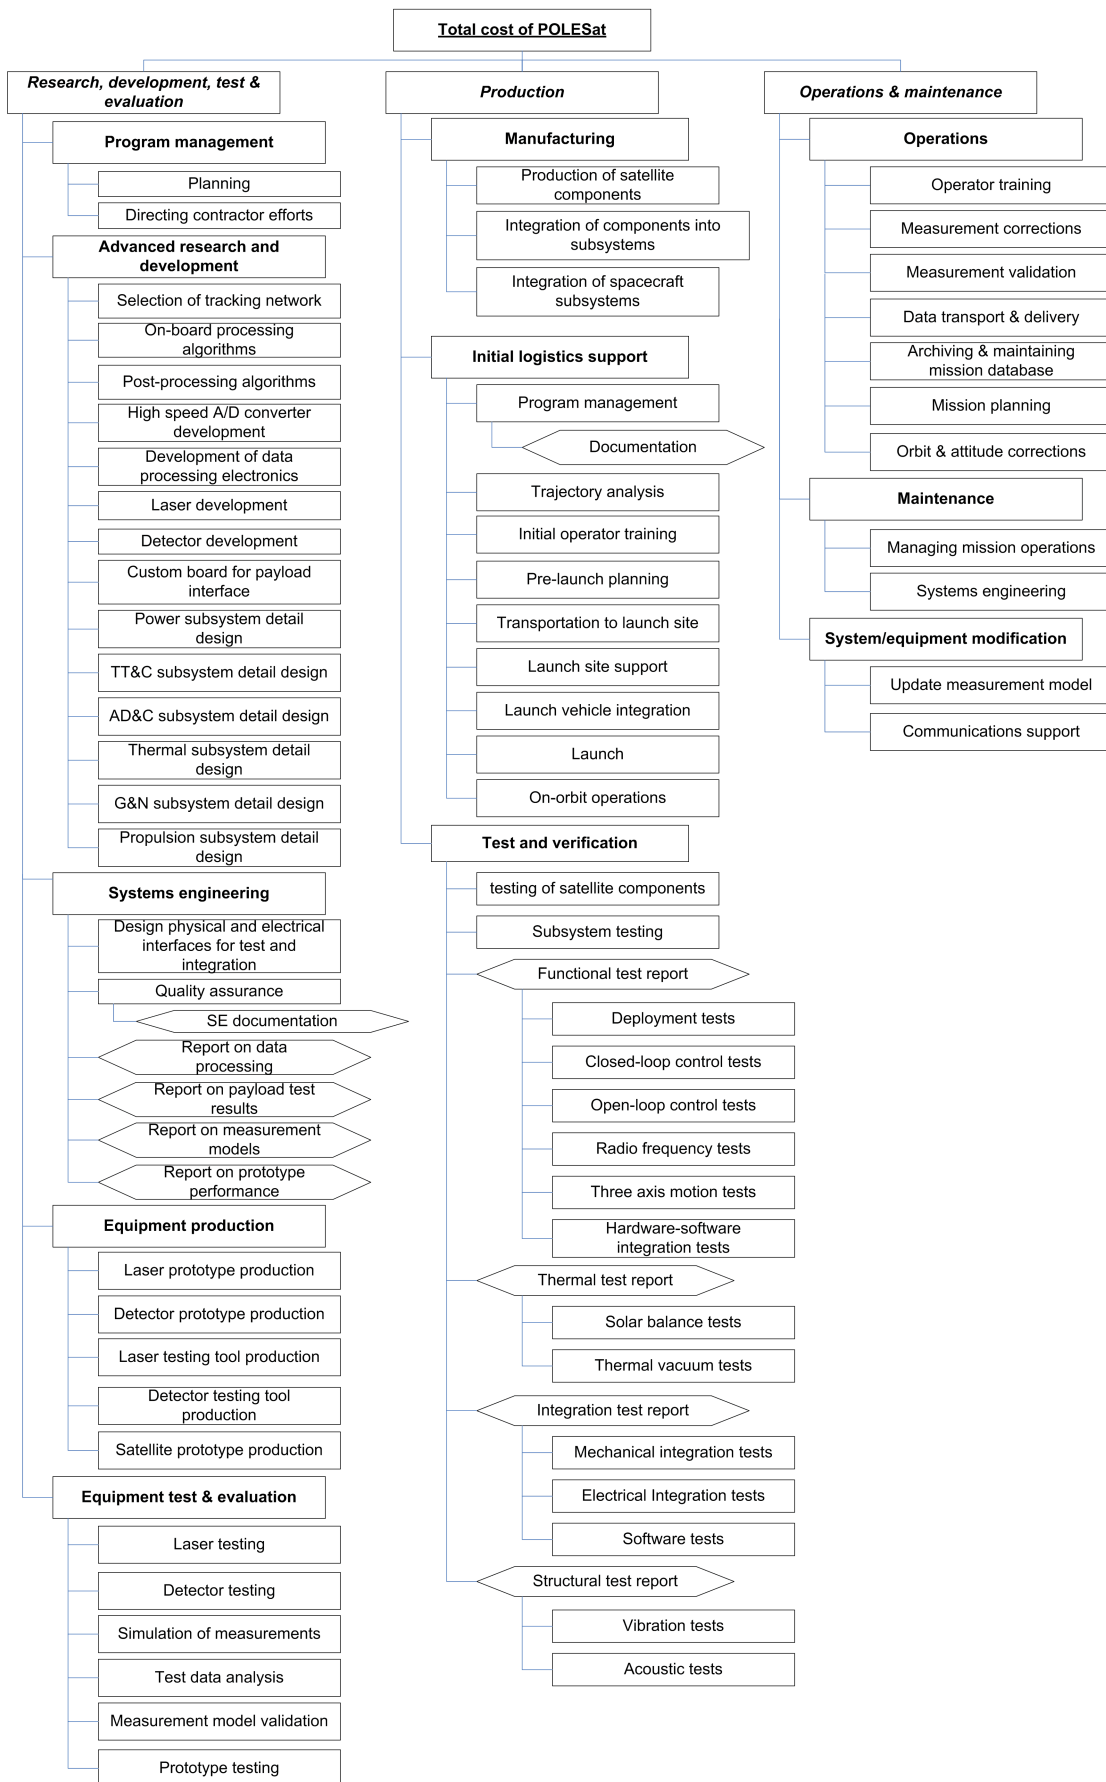 Total cost of POLESat
Research, development, test &
evaluation
Program management
Planning
Directing contractor efforts
Advanced research and
development
Selection of tracking network
On-board processing
algorithms
Post-processing algorithms
High speed A/D converter
development
Development of data
processing electronics
Laser development
Detector development
Custom board for payload
interface
Power subsystem detail
design
TT&C subsystem detail design
AD&C subsystem detail design
Thermal subsystem detail
design
G&N subsystem detail design
Propulsion subsystem detail
design
Systems engineering
Design physical and electrical
interfaces for test and
integration
Quality assurance
SE documentation
Report on data
processing
Report on payload test
results
Report on measurement
models
Report on prototype
performance
Equipment production
Laser prototype production
Detector prototype production
Laser testing tool production
Detector testing tool
production
Satellite prototype production
Equipment test & evaluation
Laser testing
Detector testing
Simulation of measurements
Test data analysis
Measurement model validation
Prototype testing
Production
Manufacturing
Production of satellite
components
Integration of components into
subsystems
Integration of spacecraft
subsystems
Initial logistics support
Program management
Documentation
Trajectory analysis
Initial operator training
Pre-launch planning
Transportation to launch site
Launch site support
Launch vehicle integration
Launch
On-orbit operations
Test and verification
testing of satellite components
Subsystem testing
Functional test report
Deployment tests
Closed-loop control tests
Open-loop control tests
Radio frequency tests
Three axis motion tests
Hardware-software
integration tests
Thermal test report
Solar balance tests
Thermal vacuum tests
Integration test report
Mechanical integration tests
Electrical Integration tests
Software tests
Structural test report
Vibration tests
Acoustic tests
Operations & maintenance
Operations
Operator training
Measurement corrections
Measurement validation
Data transport & delivery
Archiving & maintaining
mission database
Mission planning
Orbit & attitude corrections
Maintenance
Managing mission operations
Systems engineering
System/equipment modification
Update measurement model
Communications support